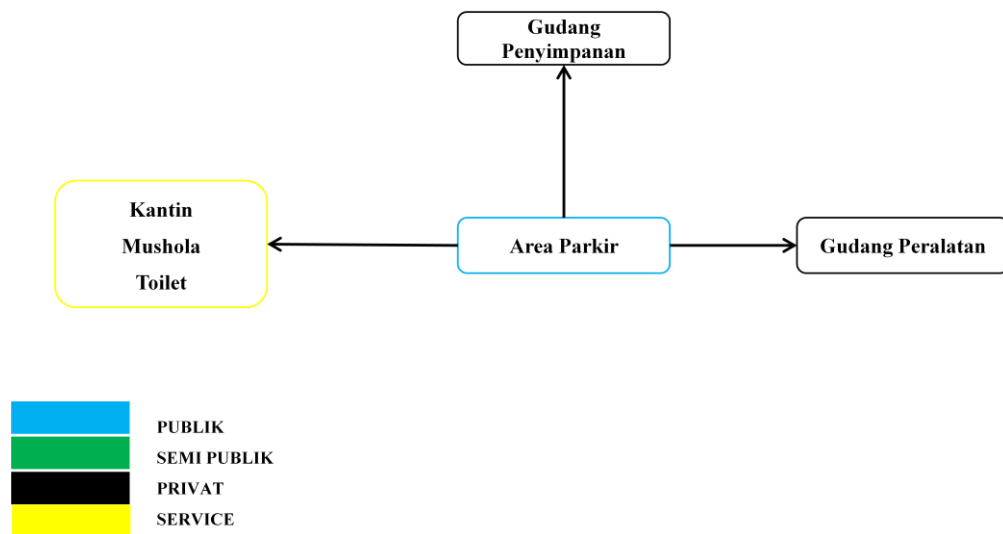 Gudang
Penyimpanan
Kantin
Mushola
Toilet
Area Parkir
Gudang Peralatan
PUBLIK
SEMI PUBLIK
PRIVAT
SERVICE